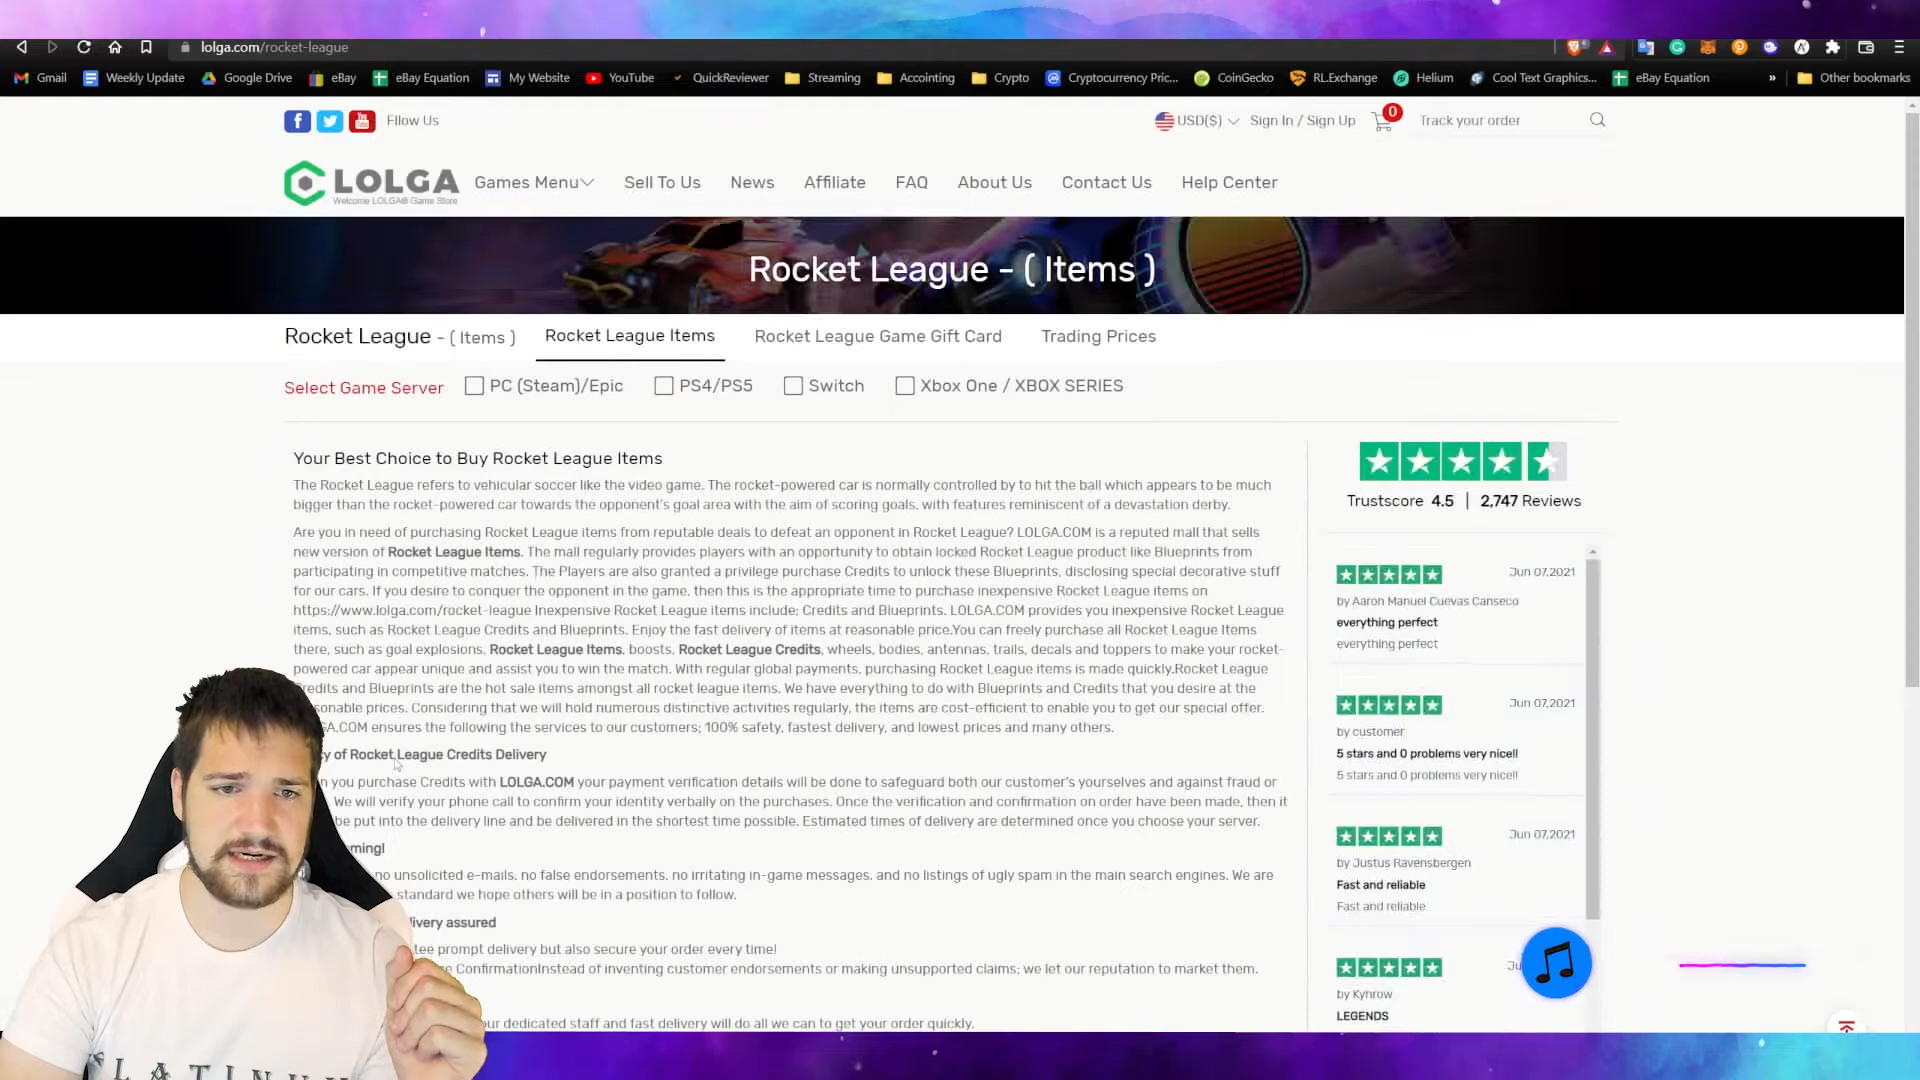 lolga.com/rocket-league
Gmail Weekly Update Google Drive eBay eBay Equation My Website YouTube QuickReviewer Streaming Accointing Crypto Cryptocurrency Pric... CoinGecko RL.Exchange Helium Cool Text Graphics... eBay Equation » Other bookmarks
Fllow Us USD($) Sign In / Sign Up 0 Track your order
LOLGA Games Menu Sell To Us News Affiliate FAQ About Us Contact Us Help Center
Welcome LOLGA® Game Store
Rocket League - ( Items )
Rocket League - ( Items ) Rocket League Items Rocket League Game Gift Card Trading Prices
Select Game Server PC (Steam)/Epic PS4/PS5 Switch Xbox One / XBOX SERIES
Your Best Choice to Buy Rocket League Items
The Rocket League refers to vehicular soccer like the video game. The rocket-powered car is normally controlled by to hit the ball which appears to be much
bigger than the rocket-powered car towards the opponent's goal area with the aim of scoring goals, with features reminiscent of a devastation derby.
Are you in need of purchasing Rocket League items from reputable deals to defeat an opponent in Rocket League? LOLGA.COM is a reputed mall that sells
new version of Rocket League Items. The mall regularly provides players with an opportunity to obtain locked Rocket League product like Blueprints from
participating in competitive matches. The Players are also granted a privilege purchase Credits to unlock these Blueprints, disclosing special decorative stuff
for our cars. If you desire to conquer the opponent in the game, then this is the appropriate time to purchase inexpensive Rocket League items on
https://www.lolga.com/rocket-league Inexpensive Rocket League items include; Credits and Blueprints. LOLGA.COM provides you inexpensive Rocket League
items, such as Rocket League Credits and Blueprints. Enjoy the fast delivery of items at reasonable price.You can freely purchase all Rocket League Items
there, such as goal explosions, Rocket League Items, boosts, Rocket League Credits, wheels, bodies, antennas, trails, decals and toppers to make your rocket-
powered car appear unique and assist you to win the match. With regular global payments, purchasing Rocket League items is made quickly.Rocket League
redits and Blueprints are the hot sale items amongst all rocket league items. We have everything to do with Blueprints and Credits that you desire at the
sonable prices. Considering that we will hold numerous distinctive activities regularly, the items are cost-efficient to enable you to get our special offer.
GA.COM ensures the following the services to our customers; 100% safety, fastest delivery, and lowest prices and many others.
y of Rocket League Credits Delivery
n you purchase Credits with LOLGA.COM your payment verification details will be done to safeguard both our customer's yourselves and against fraud or
We will verify your phone call to confirm your identity verbally on the purchases. Once the verification and confirmation on order have been made, then it
be put into the delivery line and be delivered in the shortest time possible. Estimated times of delivery are determined once you choose your server.
ming!
no unsolicited e-mails, no false endorsements, no irritating in-game messages, and no listings of ugly spam in the main search engines. We are
standard we hope others will be in a position to follow.
livery assured
tee prompt delivery but also secure your order every time!
e ConfirmationInstead of inventing customer endorsements or making unsupported claims; we let our reputation to market them.
ur dedicated staff and fast delivery will do all we can to get your order quickly.
Trustscore 4.5 | 2,747 Reviews
Jun 07,2021
by Aaron Manuel Cuevas Canseco
everything perfect
everything perfect
Jun 07,2021
by customer
5 stars and 0 problems very nice!!
5 stars and 0 problems very nice!!
Jun 07,2021
by Justus Ravensbergen
Fast and reliable
Fast and reliable
Ju
by Kyhrow
LEGENDS